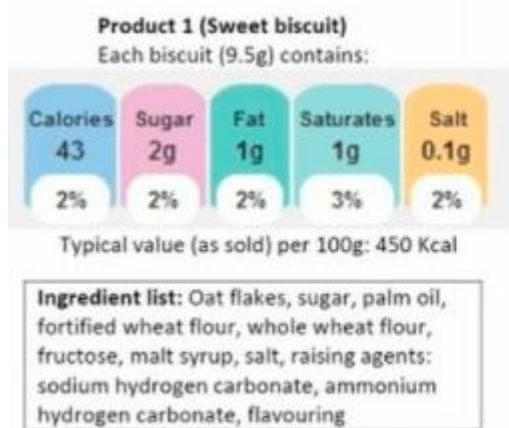 Product 1 (Sweet biscuit)
Each biscuit (9.5g) contains:
Calories Sugar Fat Saturates Salt
43 2g 1g 1g 0.1g
2% 2% 2% 3% 2%
Typical value (as sold) per 100g: 450 Kcal
Ingredient list: Oat flakes, sugar, palm oil,
fortified wheat flour, whole wheat flour,
fructose, malt syrup, salt, raising agents:
sodium hydrogen carbonate, ammonium
hydrogen carbonate, flavouring